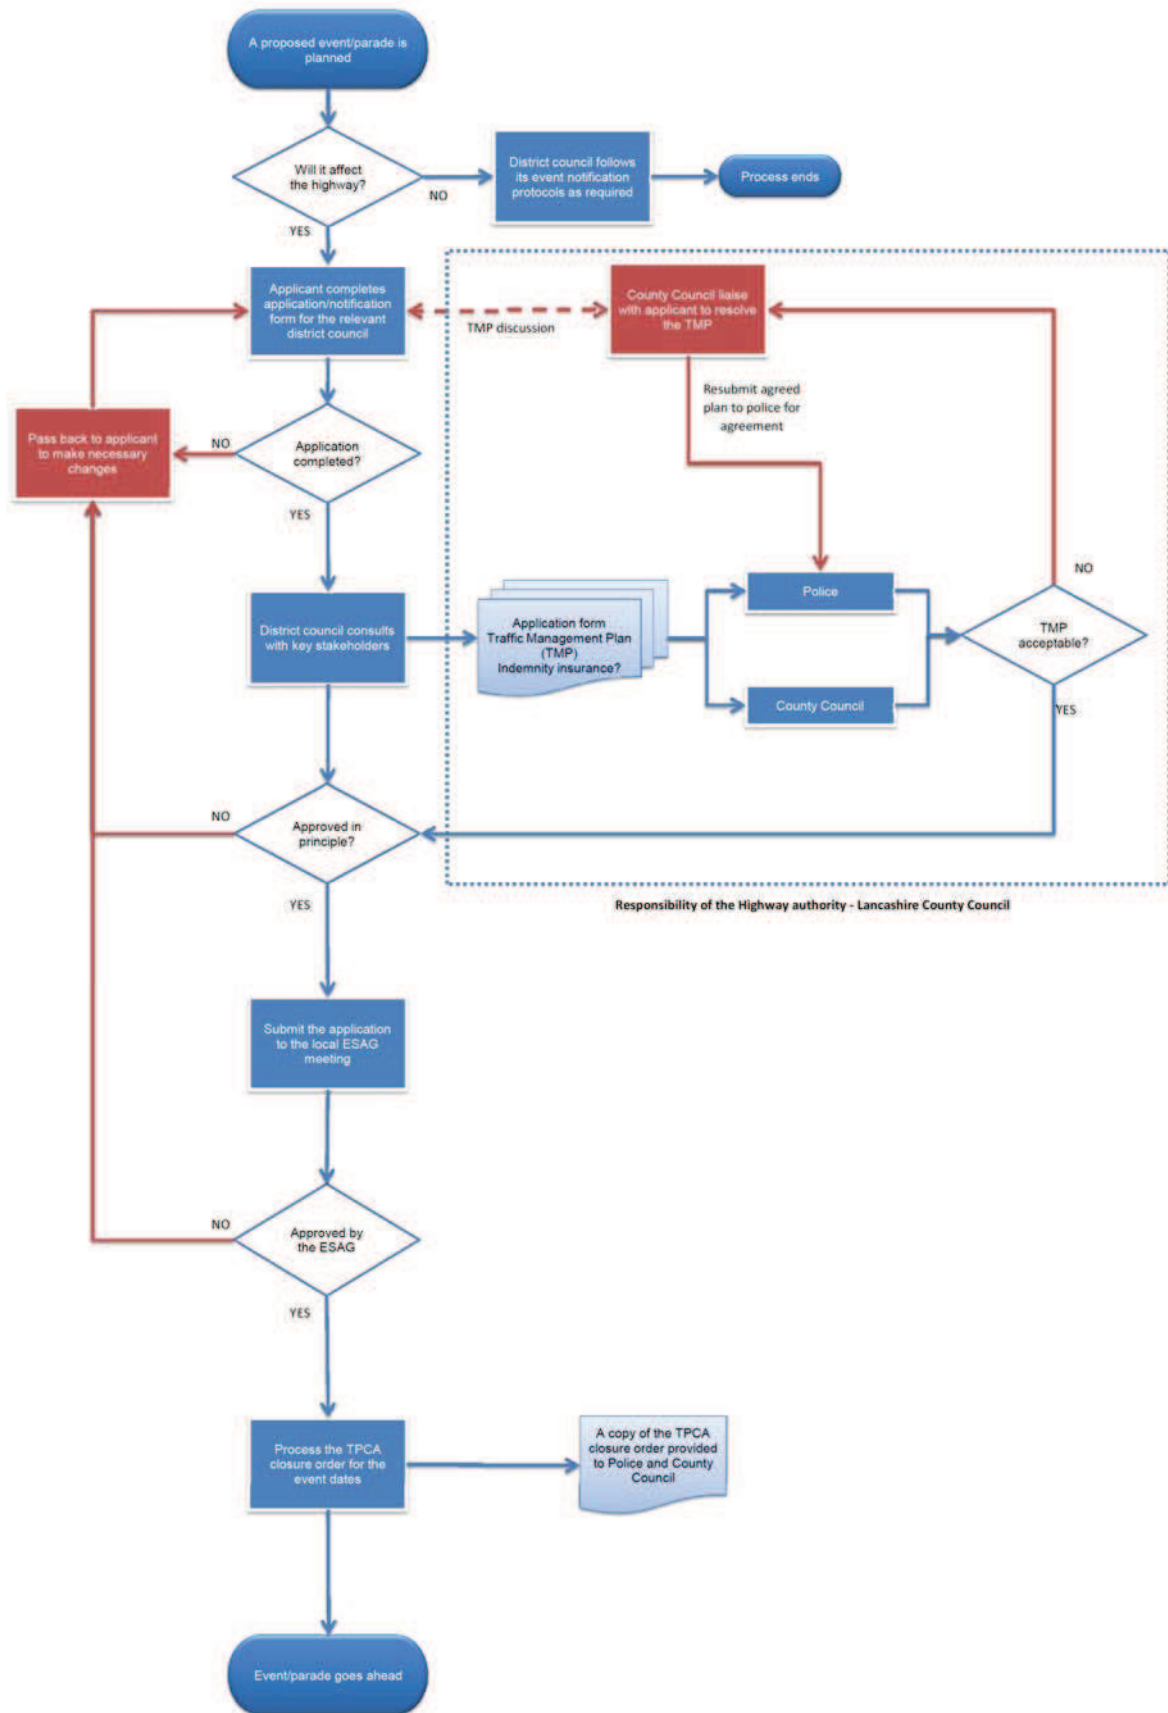 A proposed event/parade is
planned
Will it affect
the highway?
NO
District council follows
its event notification
protocols as required
Process ends
YES
Applicant completes
application/notification
form for the relevant
district council
TMP discussion
County Council liaise
with applicant to resolve
the TMP
Resubmit agreed
plan to police for
agreement
Pass back to applicant
to make necessary
changes
NO
Application
completed?
YES
District council consults
with key stakeholders
Application form
Traffic Management Plan
(TMP)
Indemnity insurance?
Police
County Council
NO
TMP
acceptable?
YES
NO
Approved in
principle?
YES
Responsibility of the Highway authority - Lancashire County Council
Submit the application
to the local ESAG
meeting
NO
Approved by
the ESAG
YES
Process the TPCA
closure order for the
event dates
A copy of the TPCA
closure order provided
to Police and County
Council
Event/parade goes ahead